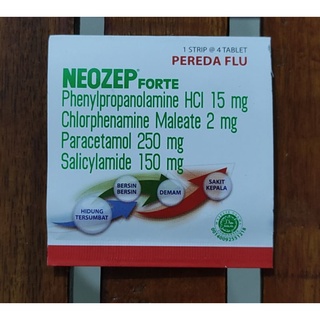 1 STRIP @ 4 TABLET
PEREDA FLU
NEOZEP FORTE
Phenylpropanolamine HCl 15 mg
Chlorphenamine Maleate 2 mg
Paracetamol 250 mg
Salicylamide 150 mg
HIDUNG
TERSUMBAT
BERSIN
BERSIN
DEMAM
SAKIT
KEPALA